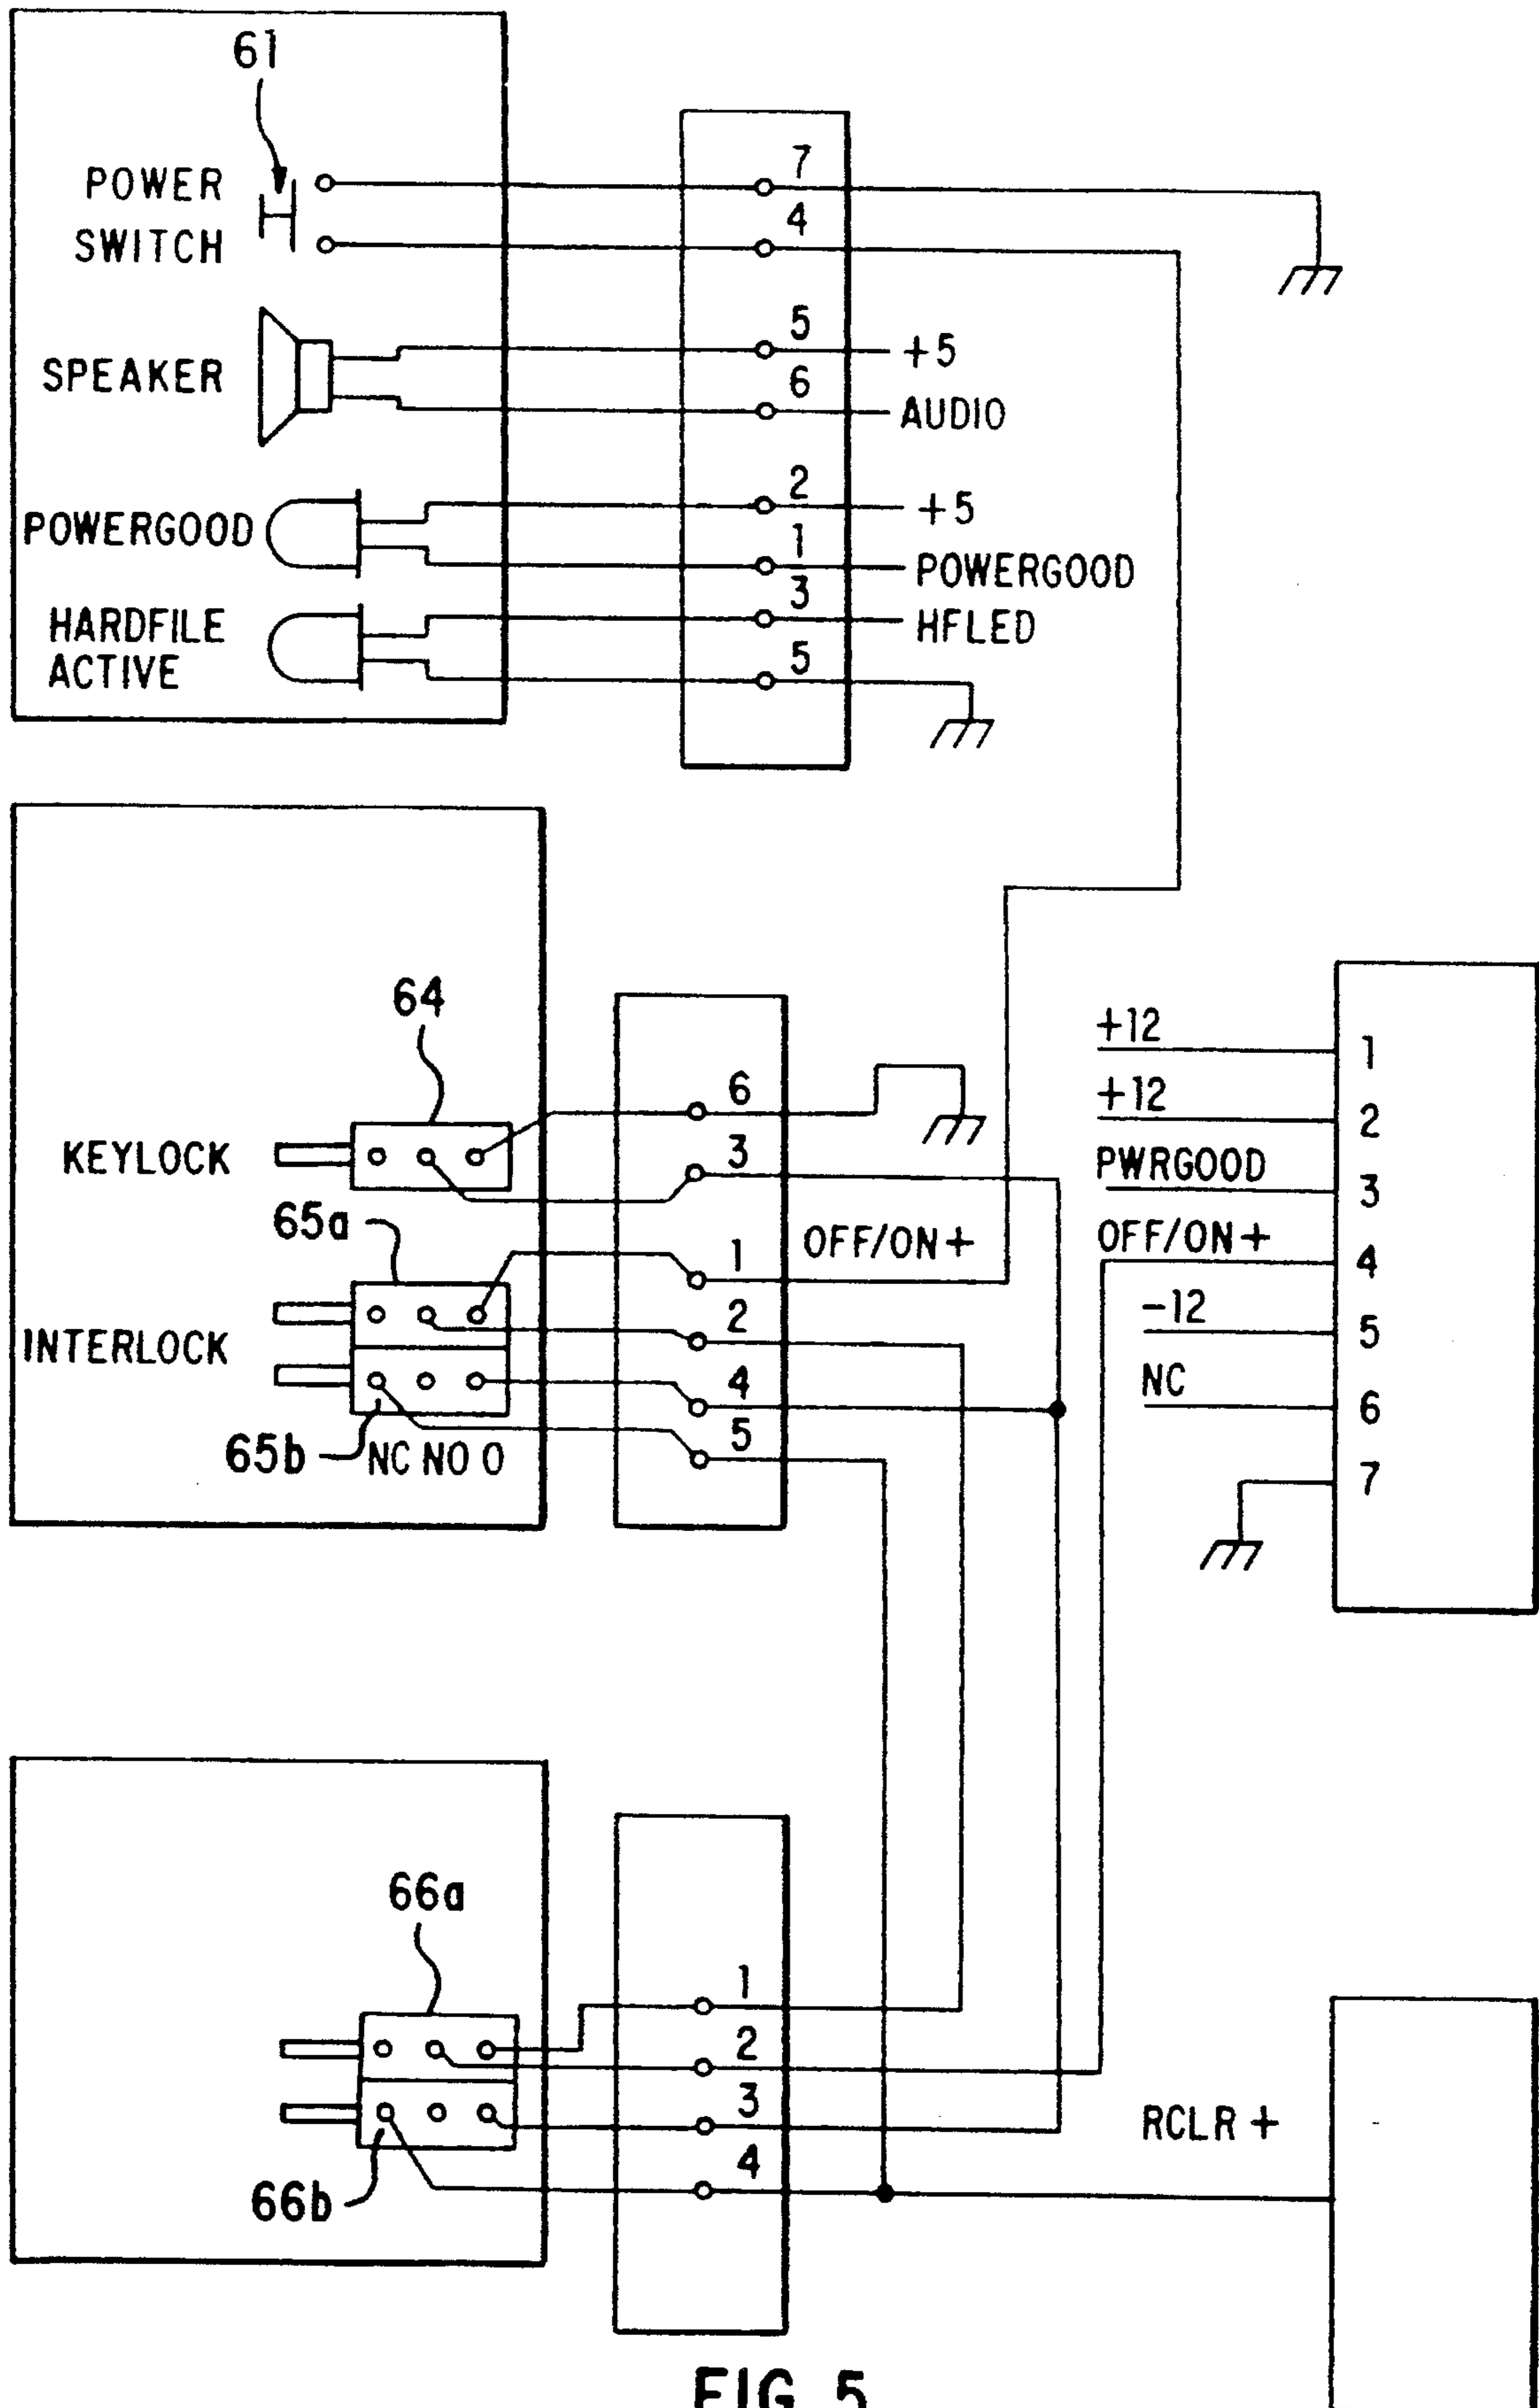 61
POWER
SWITCH
7
4
SPEAKER
5
+5
6
AUDIO
POWERGOOD
2
+5
1
POWERGOOD
HARDFILE
ACTIVE
3
HFLED
5
64
KEYLOCK
6
3
65a
INTERLOCK
1
OFF/ON+
2
4
5
65b
NC NO O
+12
1
+12
2
PWRGOOD
3
OFF/ON+
4
-12
5
NC
6
7
66a
1
2
3
4
66b
RCLR +
FIG. 5